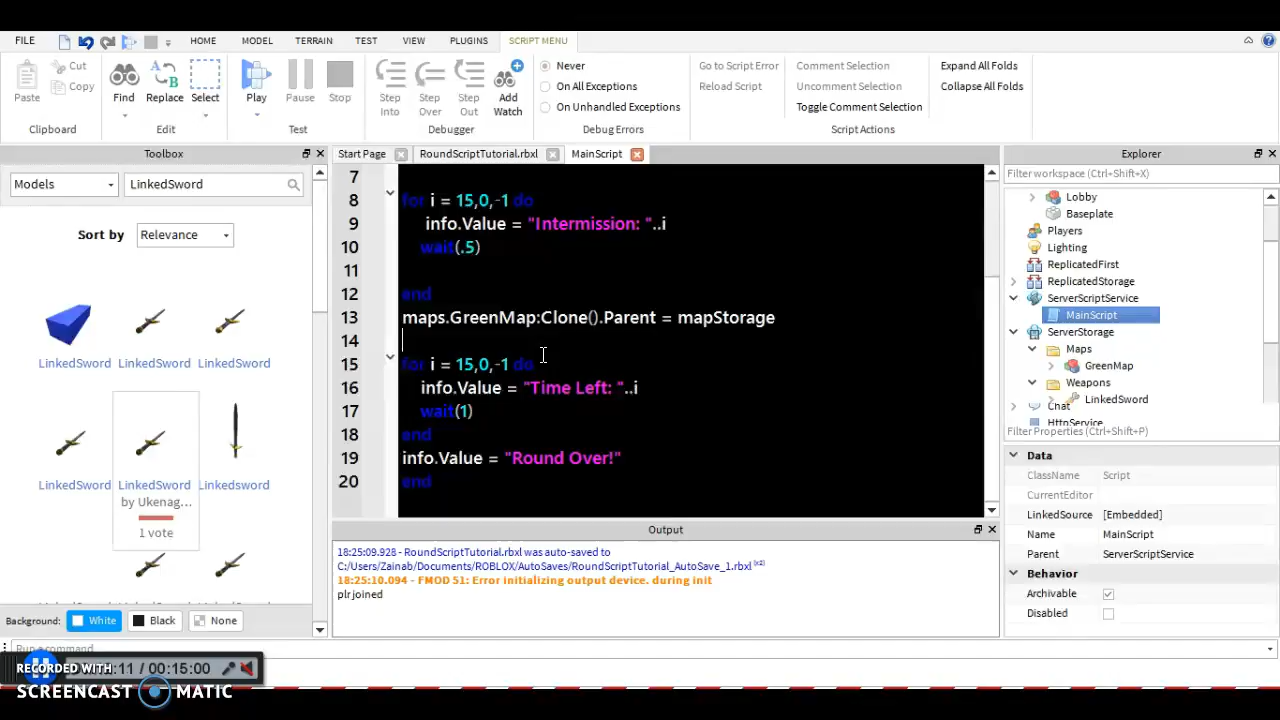 FILE HOME MODEL TERRAIN TEST VIEW PLUGINS SCRIPT MENU
Paste Cut Copy
Clipboard
Find Replace Select
Edit
Play Pause Stop
Test
Step Into Step Over Step Out Add Watch
Debugger
Never
On All Exceptions
On Unhandled Exceptions
Debug Errors
Go to Script Error
Reload Script
Comment Selection
Uncomment Selection
Toggle Comment Selection
Expand All Folds
Collapse All Folds
Script Actions
Toolbox
Models LinkedSword
Sort by Relevance
LinkedSword LinkedSword LinkedSword
LinkedSword LinkedSword Linkedsword
by Ukenag...
1 vote
Background: White Black None
Start Page RoundScriptTutorial.rbxl MainScript
7
8 for i = 15,0,-1 do
9 info.Value = "Intermission: "..i
10 wait(.5)
11
12 end
13 maps.GreenMap:Clone().Parent = mapStorage
14
15 for i = 15,0,-1 do
16 info.Value = "Time Left: "..i
17 wait(1)
18 end
19 info.Value = "Round Over!"
20 end
Output
18:25:09.928 - RoundScriptTutorial.rbxl was auto-saved to
C:/Users/Zainab/Documents/ROBLOX/AutoSaves/RoundScriptTutorial_AutoSave_1.rbxl (x2)
18:25:10.094 - FMOD 51: Error initializing output device. during init
plrjoined
Explorer
Filter workspace (Ctrl+Shift+X)
Lobby
Baseplate
Players
Lighting
ReplicatedFirst
ReplicatedStorage
ServerScriptService
MainScript
ServerStorage
Maps
GreenMap
Weapons
LinkedSword
Chat
HttpService
Filter Properties (Ctrl+Shift+P)
Data
ClassName Script
CurrentEditor
LinkedSource [Embedded]
Name MainScript
Parent ServerScriptService
Behavior
Archivable
Disabled
Run a command
RECORDED WITH
:11 / 00:15:00
SCREENCAST MATIC